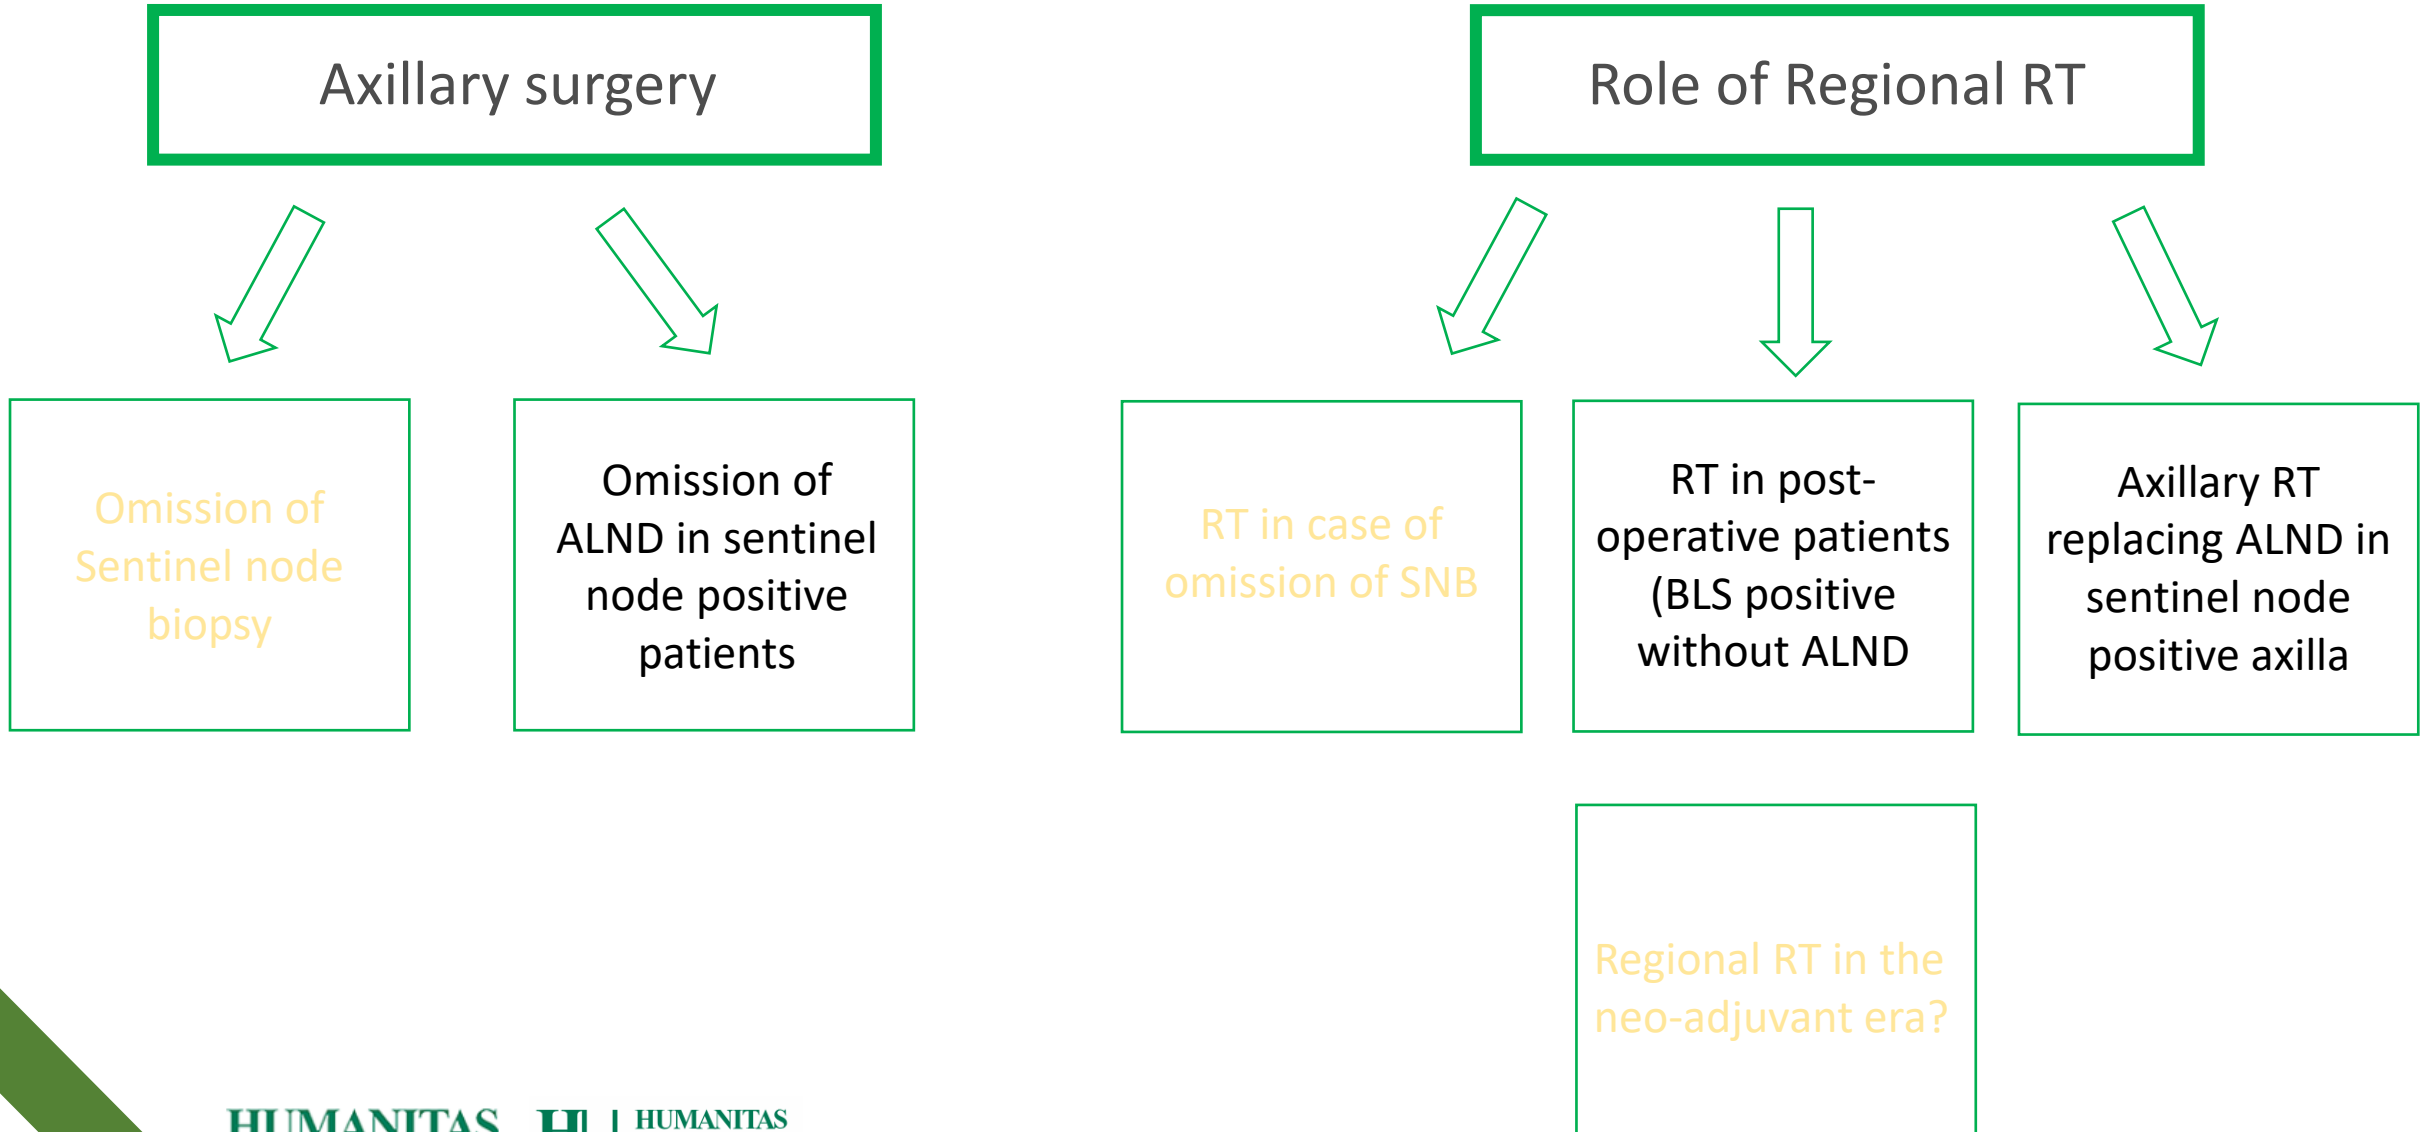 Axillary surgery
Role of Regional RT
Omission of
Sentinel node
biopsy
Omission of
ALND in sentinel
node positive
patients
RT in case of
omission of SNB
RT in post-
operative patients
(BLS positive
without ALND
Axillary RT
replacing ALND in
sentinel node
positive axilla
Regional RT in the
neo-adjuvant era?
HUMANITAS
H
HUMANITAS